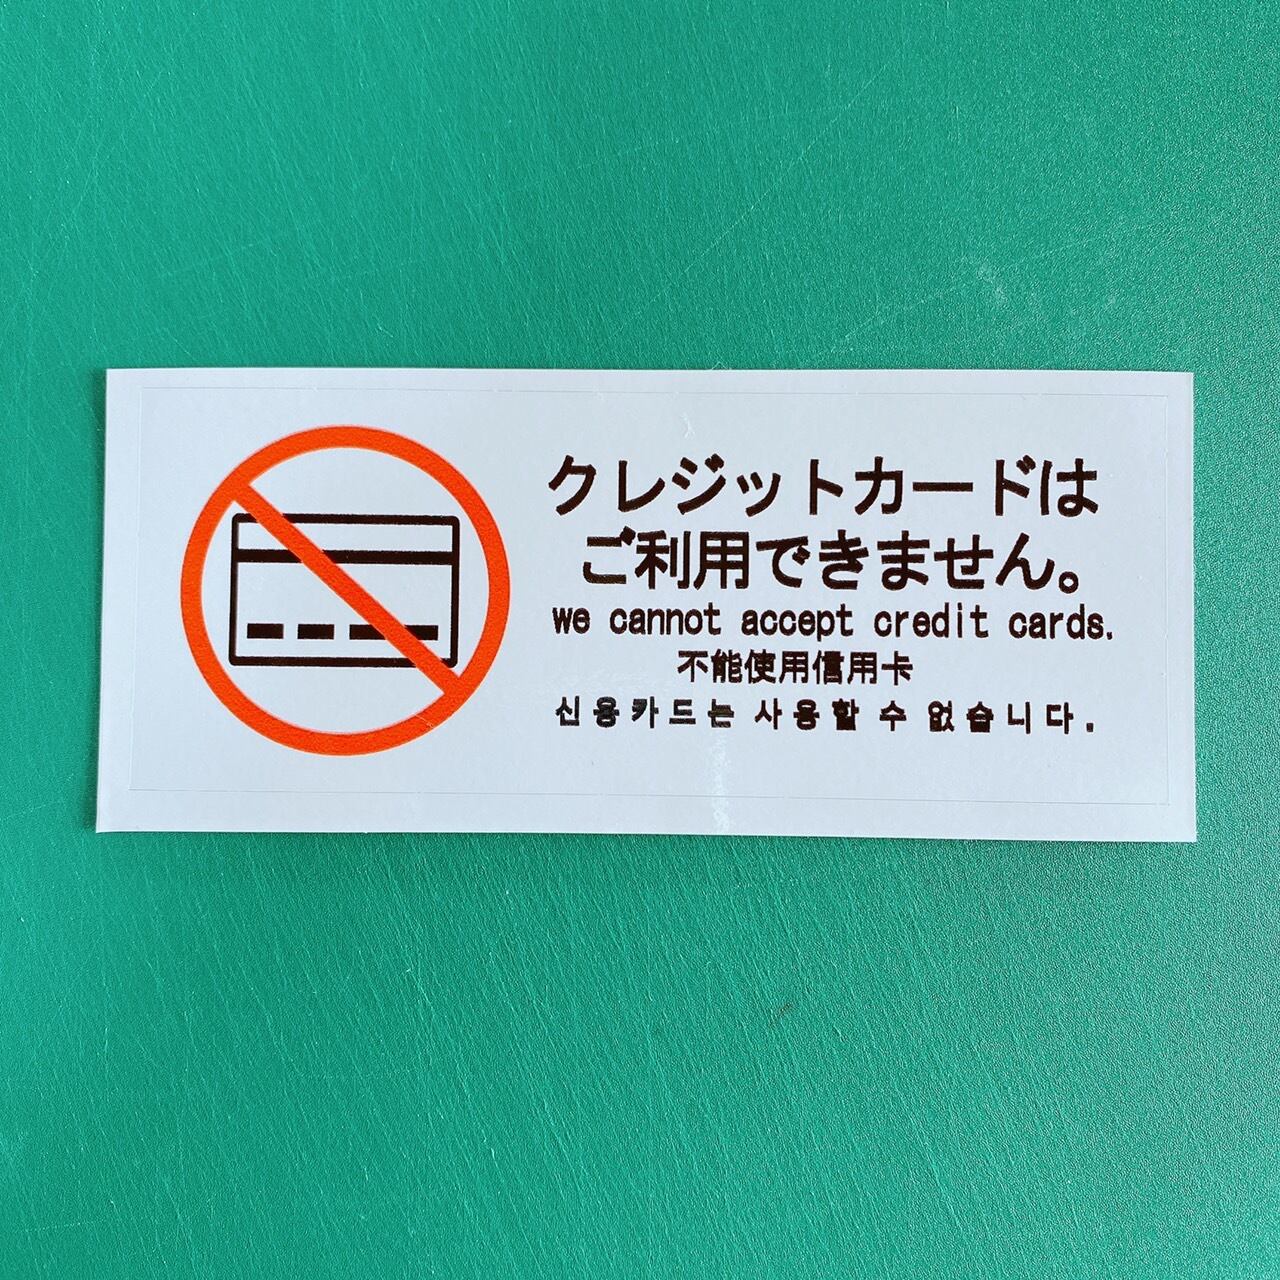 クレジットカードは
ご利用できません。
we cannot accept credit cards.
不能使用信用卡
신용카드는 사용할 수 없습니다.